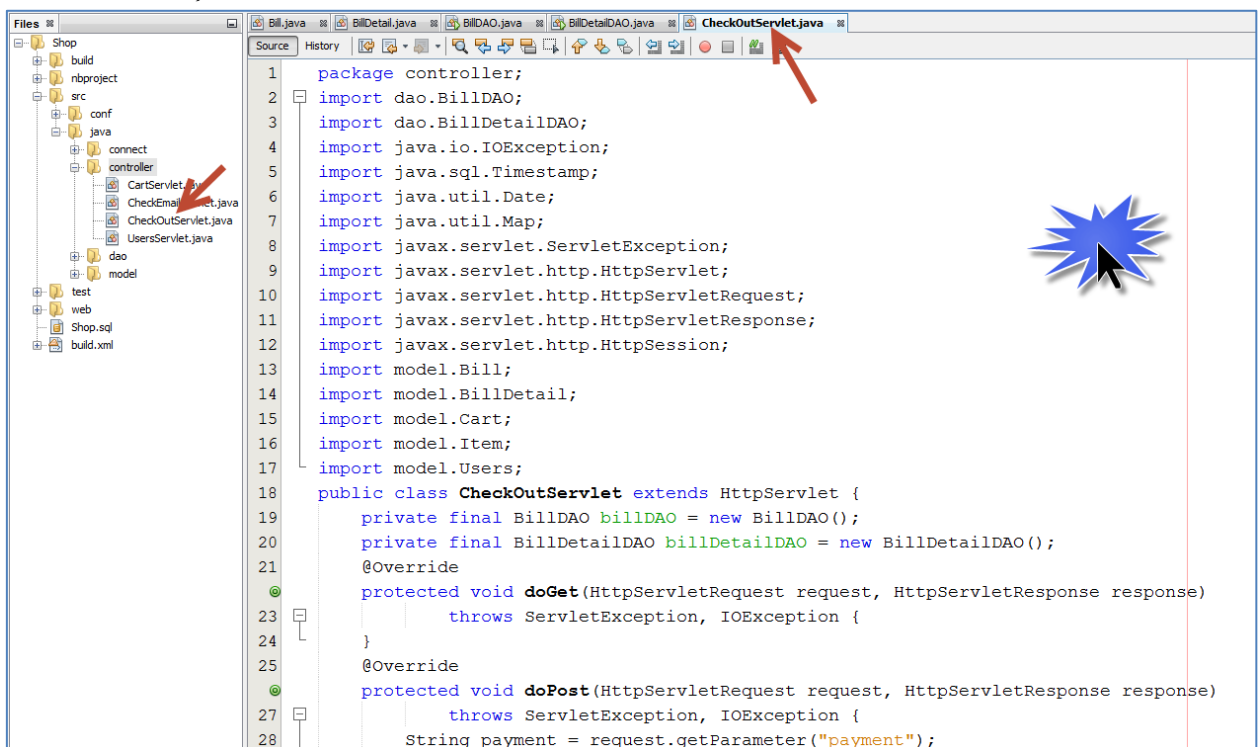 Files
Shop
build
nbproject
src
conf
java
connect
controller
CartServlet.java
CheckEmailServlet.java
CheckOutServlet.java
UsersServlet.java
dao
model
test
web
Shop.sql
build.xml
Bill.java BillDetail.java BillDAO.java BillDetailDAO.java CheckOutServlet.java
Source History
1 package controller;
2 import dao.BillDAO;
3 import dao.BillDetailDAO;
4 import java.io.IOException;
5 import java.sql.Timestamp;
6 import java.util.Date;
7 import java.util.Map;
8 import javax.servlet.ServletException;
9 import javax.servlet.http.HttpServlet;
10 import javax.servlet.http.HttpServletRequest;
11 import javax.servlet.http.HttpServletResponse;
12 import javax.servlet.http.HttpSession;
13 import model.Bill;
14 import model.BillDetail;
15 import model.Cart;
16 import model.Item;
17 import model.Users;
18 public class CheckOutServlet extends HttpServlet {
19 private final BillDAO billDAO = new BillDAO();
20 private final BillDetailDAO billDetailDAO = new BillDetailDAO();
21 @Override
protected void doGet(HttpServletRequest request, HttpServletResponse response)
23 throws ServletException, IOException {
24 }
25 @Override
protected void doPost(HttpServletRequest request, HttpServletResponse response)
27 throws ServletException, IOException {
28 String payment = request.getParameter("payment");